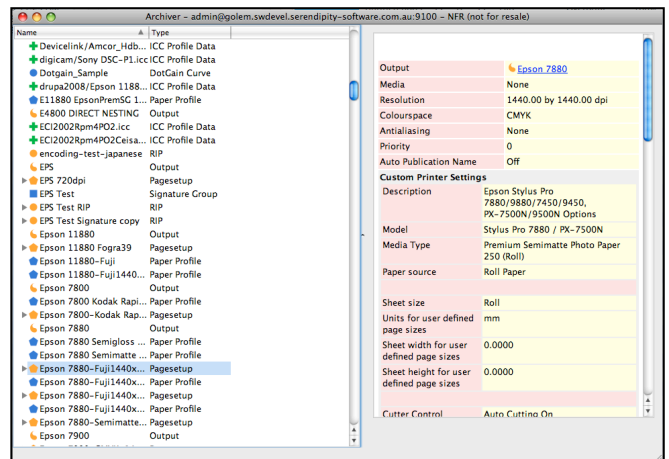 Archiver – admin@golem.swdevel.serendipity-software.com.au:9100 – NFR (not for resale)
Name Type
Devicelink/Amcor_Hdb... ICC Profile Data
digicam/Sony DSC-P1.icc ICC Profile Data
Dotgain_Sample DotGain Curve
drupa2008/Epson 1188... ICC Profile Data
E11880 EpsonPremSG 1... Paper Profile
E4800 DIRECT NESTING Output
ECI2002Rpm4PO2.icc ICC Profile Data
ECI2002Rpm4PO2Ceisa... ICC Profile Data
encoding-test-japanese RIP
EPS Output
EPS 720dpi Pagesetup
EPS Test Signature Group
EPS Test RIP RIP
EPS Test Signature copy RIP
Epson 11880 Output
Epson 11880 Fogra39 Pagesetup
Epson 11880-Fuji Paper Profile
Epson 11880-Fuji1440... Paper Profile
Epson 7800 Output
Epson 7800 Kodak Rapi... Paper Profile
Epson 7800-Kodak Rap... Pagesetup
Epson 7880 Output
Epson 7880 Semigloss ... Paper Profile
Epson 7880 Semimatte ... Paper Profile
Epson 7880-Fuji1440x... Pagesetup
Epson 7880-Fuji1440x... Paper Profile
Epson 7880-Fuji1440x... Pagesetup
Epson 7880-Fuji1440x... Paper Profile
Epson 7880-Semimatte... Pagesetup
Epson 7900 Output
Output Epson 7880
Media None
Resolution 1440.00 by 1440.00 dpi
Colourspace CMYK
Antialiasing None
Priority 0
Auto Publication Name Off
Custom Printer Settings
Description Epson Stylus Pro
7880/9880/7450/9450,
PX-7500N/9500N Options
Model Stylus Pro 7880 / PX-7500N
Media Type Premium Semimatte Photo Paper
250 (Roll)
Paper source Roll Paper
Sheet size Roll
Units for user defined mm
page sizes
Sheet width for user 0.0000
defined page sizes
Sheet height for user 0.0000
defined page sizes
Cutter Control Auto Cutting On